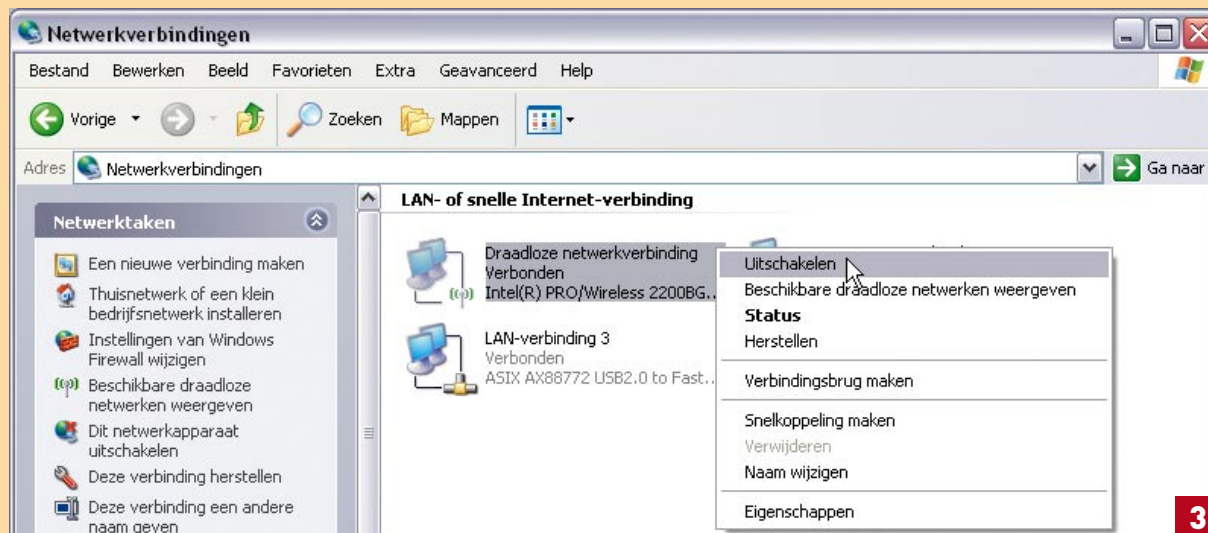 Netwerkverbindingen
Bestand Bewerken Beeld Favorieten Extra Geavanceerd Help
Vorige Zoeken Mappen
Adres Netwerkverbindingen Ga naar
Netwerktaken
Een nieuwe verbinding maken
Thuisnetwerk of een klein
bedrijfsnetwerk installeren
Instellingen van Windows
Firewall wijzigen
Beschikbare draadloze
netwerken weergeven
Dit netwerkapparaat
uitschakelen
Deze verbinding herstellen
Deze verbinding een andere
naam geven
LAN- of snelle Internet-verbinding
Draadloze netwerkverbinding
Verbonden
Intel(R) PRO/Wireless 2200BG...
LAN-verbinding 3
Verbonden
ASIX AX88772 USB2.0 to Fast...
Uitschakelen
Beschikbare draadloze netwerken weergeven
Status
Herstellen
Verbindingsbrug maken
Snelkoppeling maken
Verwijderen
Naam wijzigen
Eigenschappen
3